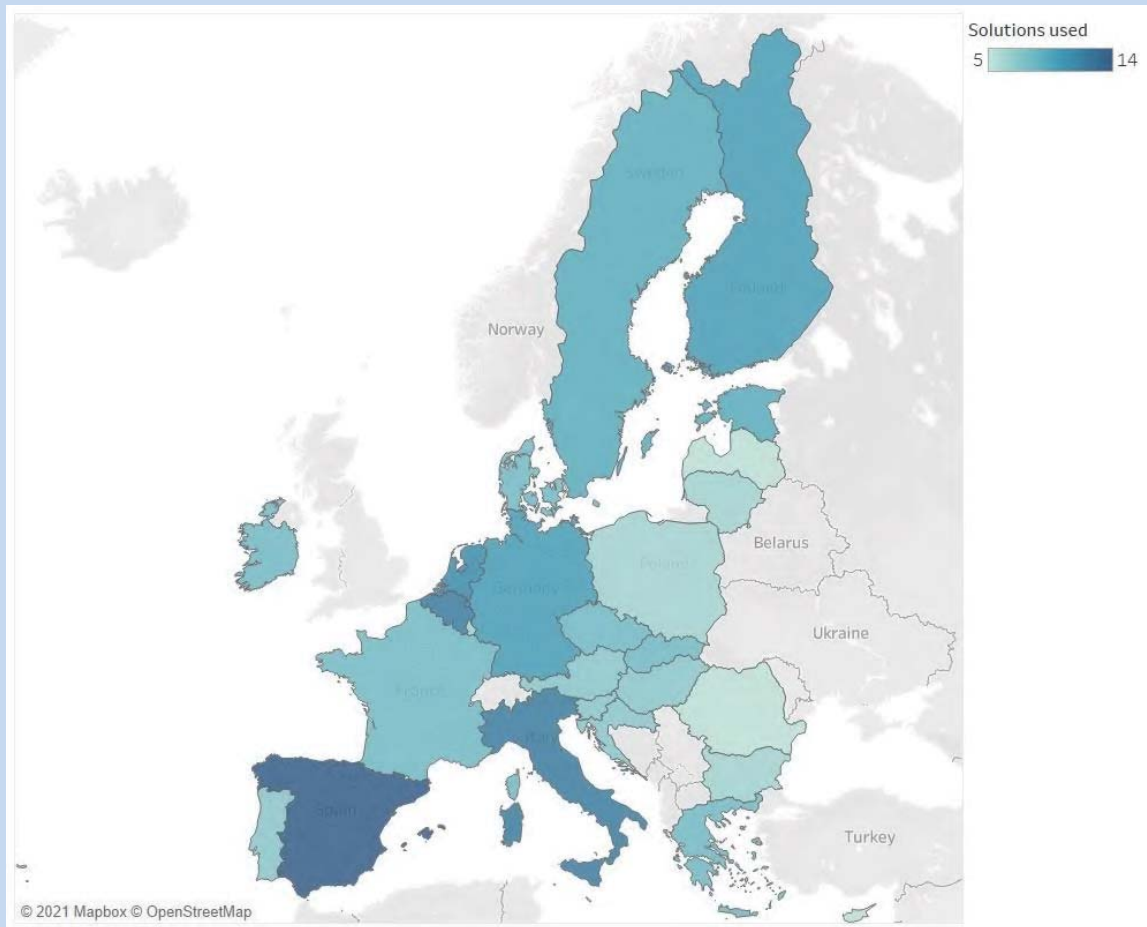 Solutions used
5 14
Sweden
Finland
Norway
Belarus
Poland
Germany
Ukraine
France
Italy
Spain
Turkey
© 2021 Mapbox © OpenStreetMap